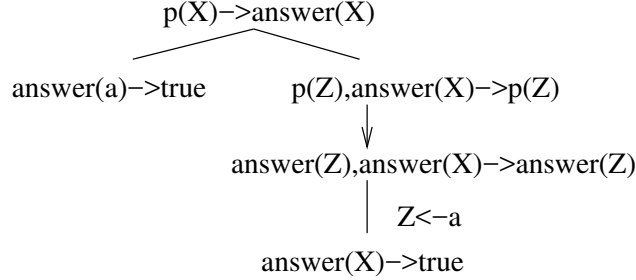 p(X)−>answer(X)
answer(a)−>true
p(Z),answer(X)−>p(Z)
answer(Z),answer(X)−>answer(Z)
Z<−a
answer(X)−>true